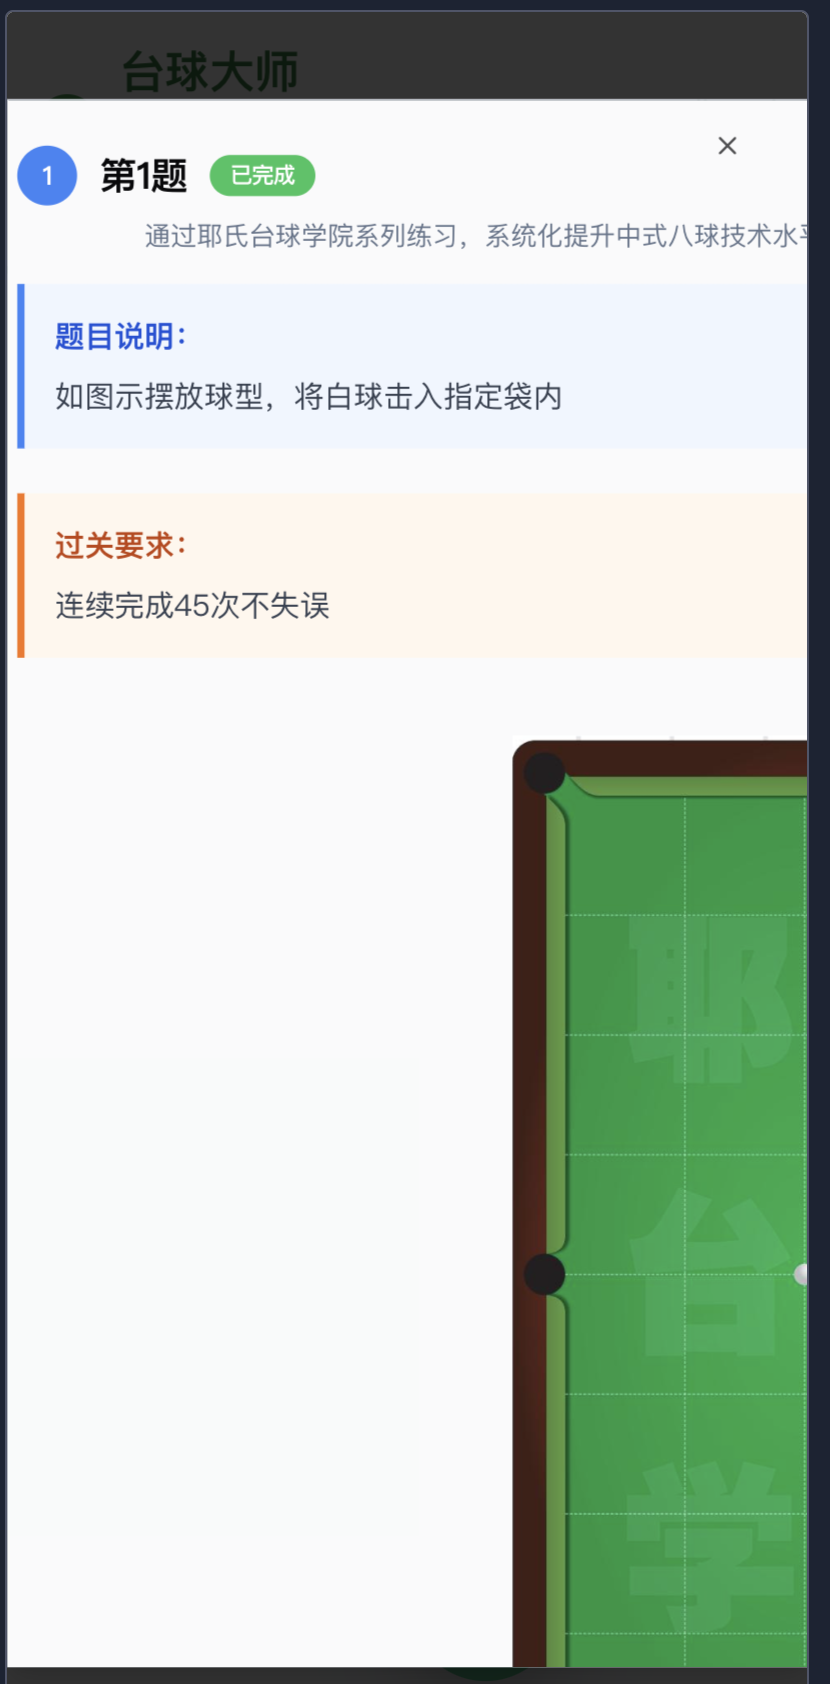 台球大师
1 第1题 已完成
通过耶氏台球学院系列练习，系统化提升中式八球技术水
题目说明：
如图示摆放球型，将白球击入指定袋内
过关要求：
连续完成45次不失误
耶
台
学